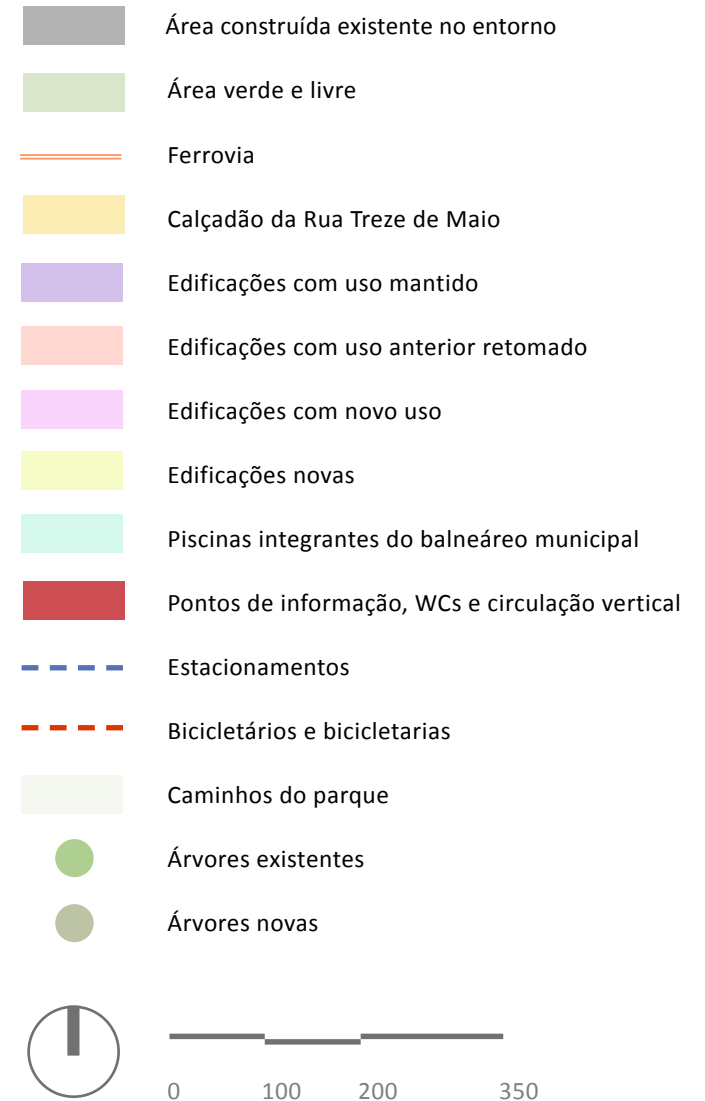 Área construída existente no entorno
Área verde e livre
Ferrovia
Calçadão da Rua Treze de Maio
Edificações com uso mantido
Edificações com uso anterior retomado
Edificações com novo uso
Edificações novas
Piscinas integrantes do balneáreo municipal
Pontos de informação, WCs e circulação vertical
Estacionamentos
Bicicletários e bicicletarias
Caminhos do parque
Árvores existentes
Árvores novas
0 100 200 350